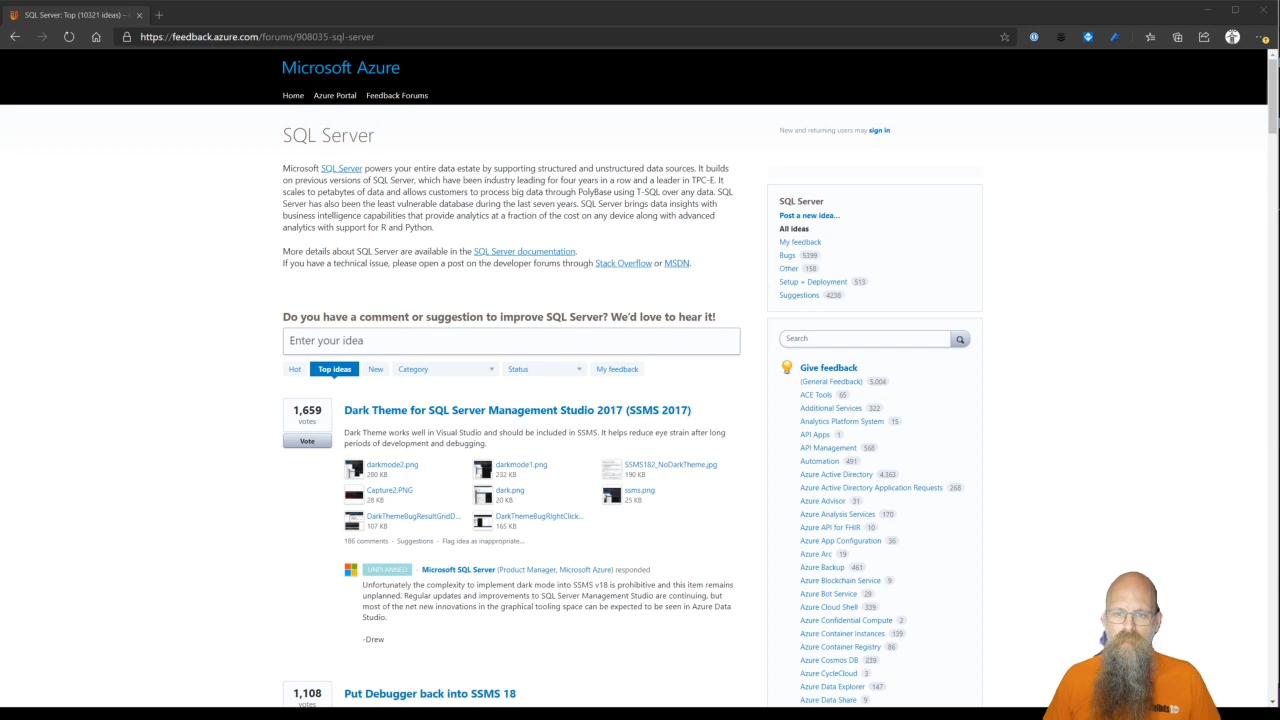 SQL Server: Top (10321 ideas) –
https://feedback.azure.com/forums/908035-sql-server
Microsoft Azure
Home Azure Portal Feedback Forums
SQL Server
New and returning users may sign in
Microsoft SQL Server powers your entire data estate by supporting structured and unstructured data sources. It builds
on previous versions of SQL Server, which have been industry leading for four years in a row and a leader in TPC-E. It
scales to petabytes of data and allows customers to process big data through PolyBase using T-SQL over any data. SQL
Server has also been the least vulnerable database during the last seven years. SQL Server brings data insights with
business intelligence capabilities that provide analytics at a fraction of the cost on any device along with advanced
analytics with support for R and Python.
More details about SQL Server are available in the SQL Server documentation.
If you have a technical issue, please open a post on the developer forums through Stack Overflow or MSDN.
Do you have a comment or suggestion to improve SQL Server? We'd love to hear it!
Enter your idea
Hot Top ideas New Category Status My feedback
1,659
votes
Vote
Dark Theme for SQL Server Management Studio 2017 (SSMS 2017)
Dark Theme works well in Visual Studio and should be included in SSMS. It helps reduce eye strain after long
periods of development and debugging.
darkmode2.png
280 KB
darkmode1.png
232 KB
SSMS182_NoDarkTheme.jpg
190 KB
Capture2.PNG
28 KB
dark.png
20 KB
ssms.png
25 KB
DarkThemeBugResultGridD...
107 KB
DarkThemeBugRightClick...
165 KB
186 comments · Suggestions · Flag idea as inappropriate...
UNPLANNED · Microsoft SQL Server (Product Manager, Microsoft Azure) responded
Unfortunately the complexity to implement dark mode into SSMS v18 is prohibitive and this item remains
unplanned. Regular updates and improvements to SQL Server Management Studio are continuing, but
most of the net new innovations in the graphical tooling space can be expected to be seen in Azure Data
Studio.
-Drew
1,108
votes
Put Debugger back into SSMS 18
SQL Server
Post a new idea...
All ideas
My feedback
Bugs 5399
Other 158
Setup + Deployment 513
Suggestions 4238
Search
Give feedback
(General Feedback) 5,004
ACE Tools 65
Additional Services 322
Analytics Platform System 15
API Apps 1
API Management 568
Automation 491
Azure Active Directory 4,363
Azure Active Directory Application Requests 268
Azure Advisor 31
Azure Analysis Services 170
Azure API for FHIR 10
Azure App Configuration 36
Azure Arc 19
Azure Backup 461
Azure Blockchain Service 9
Azure Bot Service 29
Azure Cloud Shell 339
Azure Confidential Compute 2
Azure Container Instances 139
Azure Container Registry 86
Azure Cosmos DB 239
Azure CycleCloud 3
Azure Data Explorer 147
Azure Data Share 9